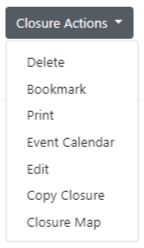 Closure Actions
Delete
Bookmark
Print
Event Calendar
Edit
Copy Closure
Closure Map